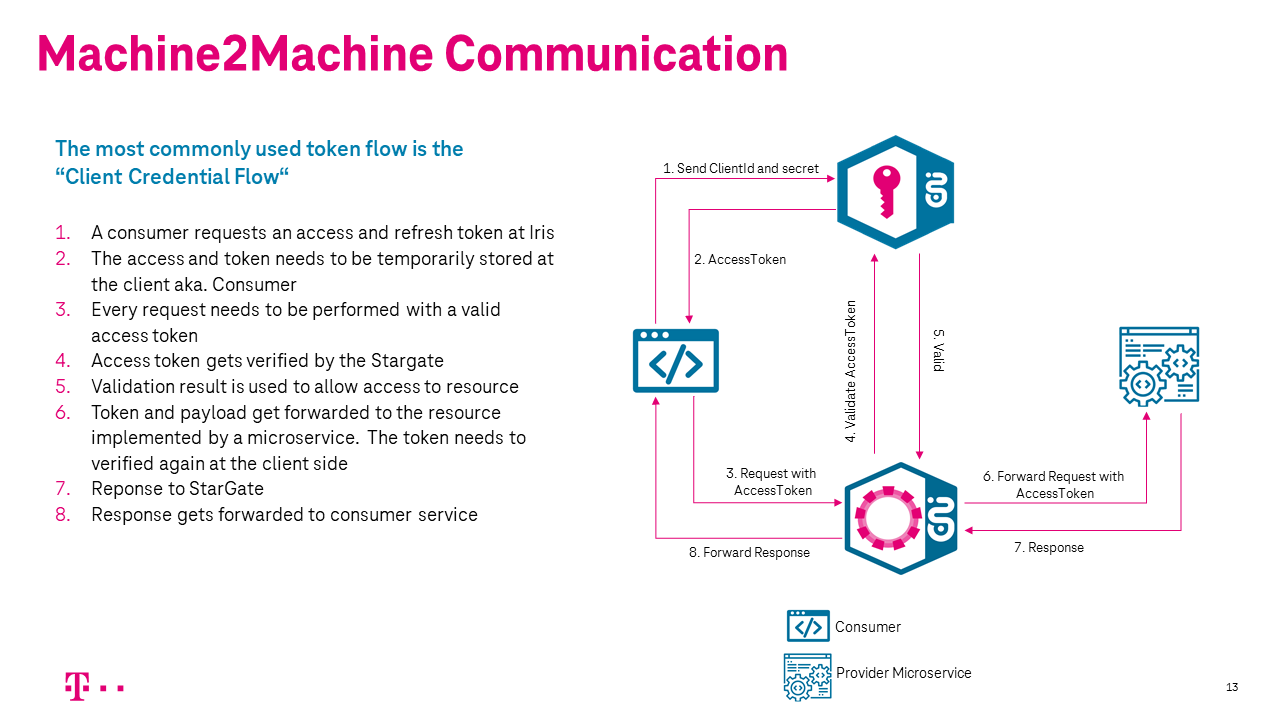 Machine2Machine Communication
The most commonly used token flow is the
“Client Credential Flow“
1. A consumer requests an access and refresh token at Iris
2. The access and token needs to be temporarily stored at
the client aka. Consumer
3. Every request needs to be performed with a valid
access token
4. Access token gets verified by the Stargate
5. Validation result is used to allow access to resource
6. Token and payload get forwarded to the resource
implemented by a microservice. The token needs to
verified again at the client side
7. Reponse to StarGate
8. Response gets forwarded to consumer service
1. Send ClientId and secret
2. AccessToken
4. Validate AccessToken
5. Valid
3. Request with
AccessToken
6. Forward Request with
AccessToken
8. Forward Response
7. Response
Consumer
Provider Microservice
T
13